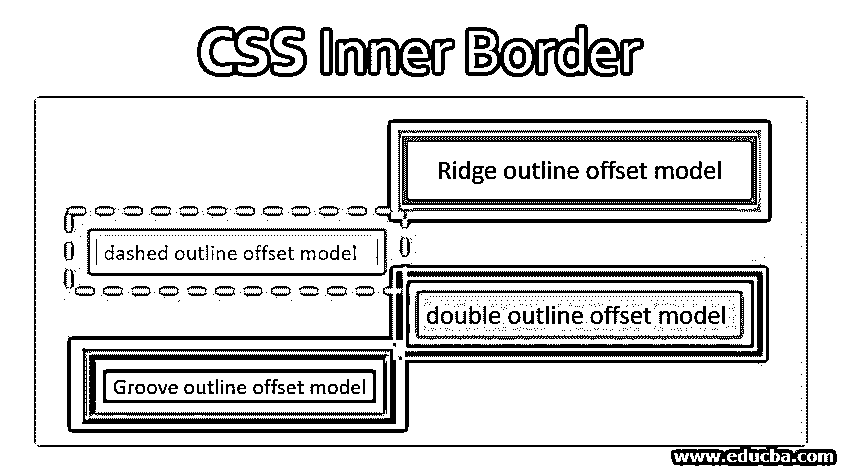 CSS Inner Border
Ridge outline offset model
dashed outline offset model
double outline offset model
Groove outline offset model
www.educba.com